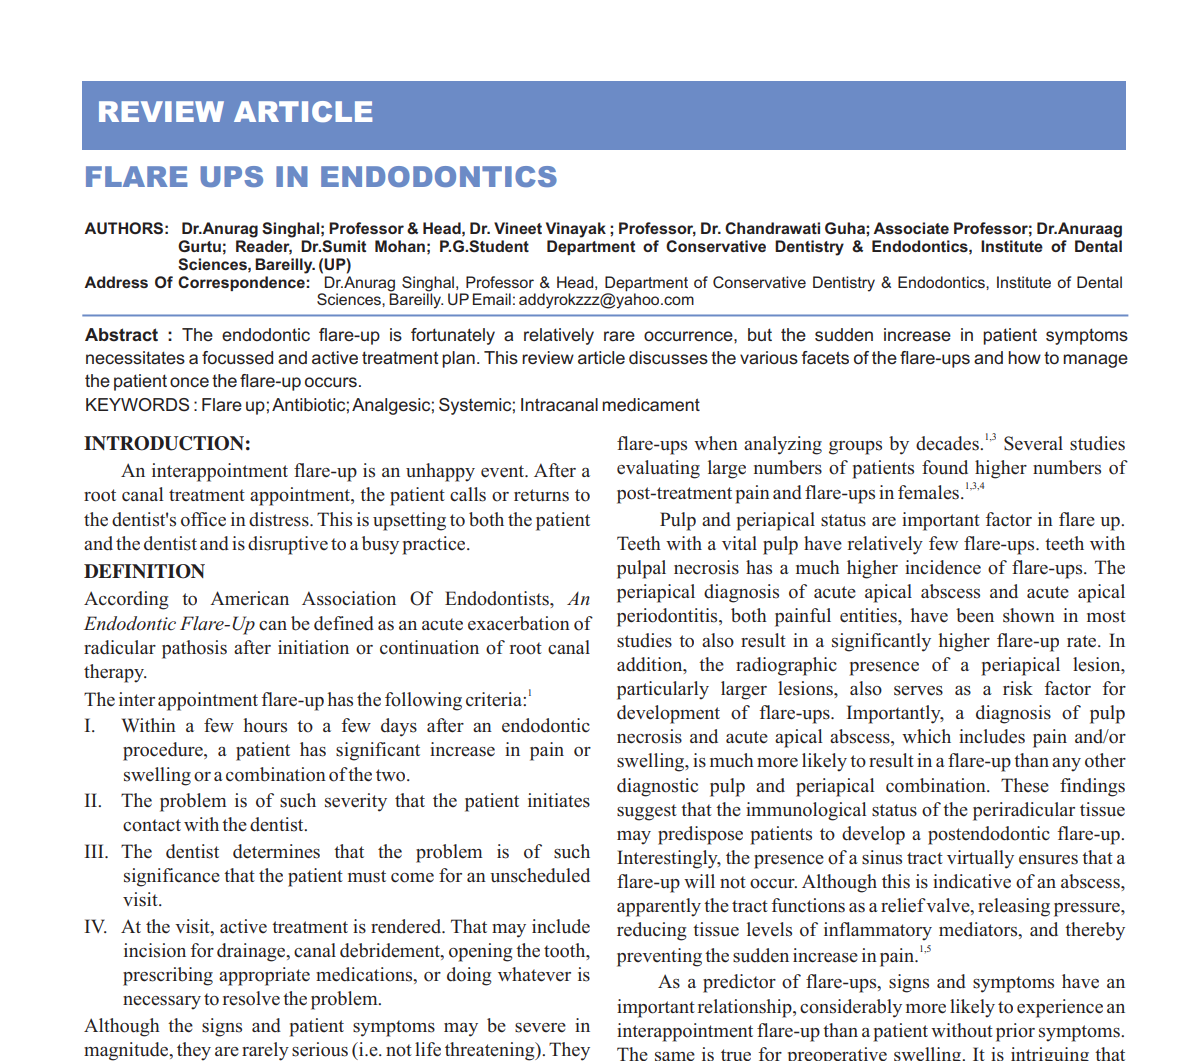 REVIEW ARTICLE
FLARE UPS IN ENDODONTICS
AUTHORS: Dr.Anurag Singhal; Professor & Head, Dr. Vineet Vinayak ; Professor, Dr. Chandrawati Guha; Associate Professor; Dr.Anuraag
Gurtu; Reader, Dr.Sumit Mohan; P.G.Student Department of Conservative Dentistry & Endodontics, Institute of Dental
Sciences, Bareilly. (UP)
Address Of Correspondence: Dr.Anurag Singhal, Professor & Head, Department of Conservative Dentistry & Endodontics, Institute of Dental
Sciences, Bareilly. UP Email: addyrokzzz@yahoo.com
Abstract : The endodontic flare-up is fortunately a relatively rare occurrence, but the sudden increase in patient symptoms
necessitates a focussed and active treatment plan. This review article discusses the various facets of the flare-ups and how to manage
the patient once the flare-up occurs.
KEYWORDS : Flare up; Antibiotic; Analgesic; Systemic; Intracanal medicament
INTRODUCTION:
An interappointment flare-up is an unhappy event. After a
root canal treatment appointment, the patient calls or returns to
the dentist's office in distress. This is upsetting to both the patient
and the dentist and is disruptive to a busy practice.
DEFINITION
According to American Association Of Endodontists, An
Endodontic Flare-Up can be defined as an acute exacerbation of
radicular pathosis after initiation or continuation of root canal
therapy.
The inter appointment flare-up has the following criteria:1
I. Within a few hours to a few days after an endodontic
procedure, a patient has significant increase in pain or
swelling or a combination of the two.
II. The problem is of such severity that the patient initiates
contact with the dentist.
III. The dentist determines that the problem is of such
significance that the patient must come for an unscheduled
visit.
IV. At the visit, active treatment is rendered. That may include
incision for drainage, canal debridement, opening the tooth,
prescribing appropriate medications, or doing whatever is
necessary to resolve the problem.
Although the signs and patient symptoms may be severe in
magnitude, they are rarely serious (i.e. not life threatening). They
flare-ups when analyzing groups by decades.1,3 Several studies
evaluating large numbers of patients found higher numbers of
post-treatment pain and flare-ups in females.1,3,4
Pulp and periapical status are important factor in flare up.
Teeth with a vital pulp have relatively few flare-ups. teeth with
pulpal necrosis has a much higher incidence of flare-ups. The
periapical diagnosis of acute apical abscess and acute apical
periodontitis, both painful entities, have been shown in most
studies to also result in a significantly higher flare-up rate. In
addition, the radiographic presence of a periapical lesion,
particularly larger lesions, also serves as a risk factor for
development of flare-ups. Importantly, a diagnosis of pulp
necrosis and acute apical abscess, which includes pain and/or
swelling, is much more likely to result in a flare-up than any other
diagnostic pulp and periapical combination. These findings
suggest that the immunological status of the periradicular tissue
may predispose patients to develop a postendodontic flare-up.
Interestingly, the presence of a sinus tract virtually ensures that a
flare-up will not occur. Although this is indicative of an abscess,
apparently the tract functions as a relief valve, releasing pressure,
reducing tissue levels of inflammatory mediators, and thereby
preventing the sudden increase in pain.1,5
As a predictor of flare-ups, signs and symptoms have an
important relationship, considerably more likely to experience an
interappointment flare-up than a patient without prior symptoms.
The same is true for preoperative swelling. It is intriguing that